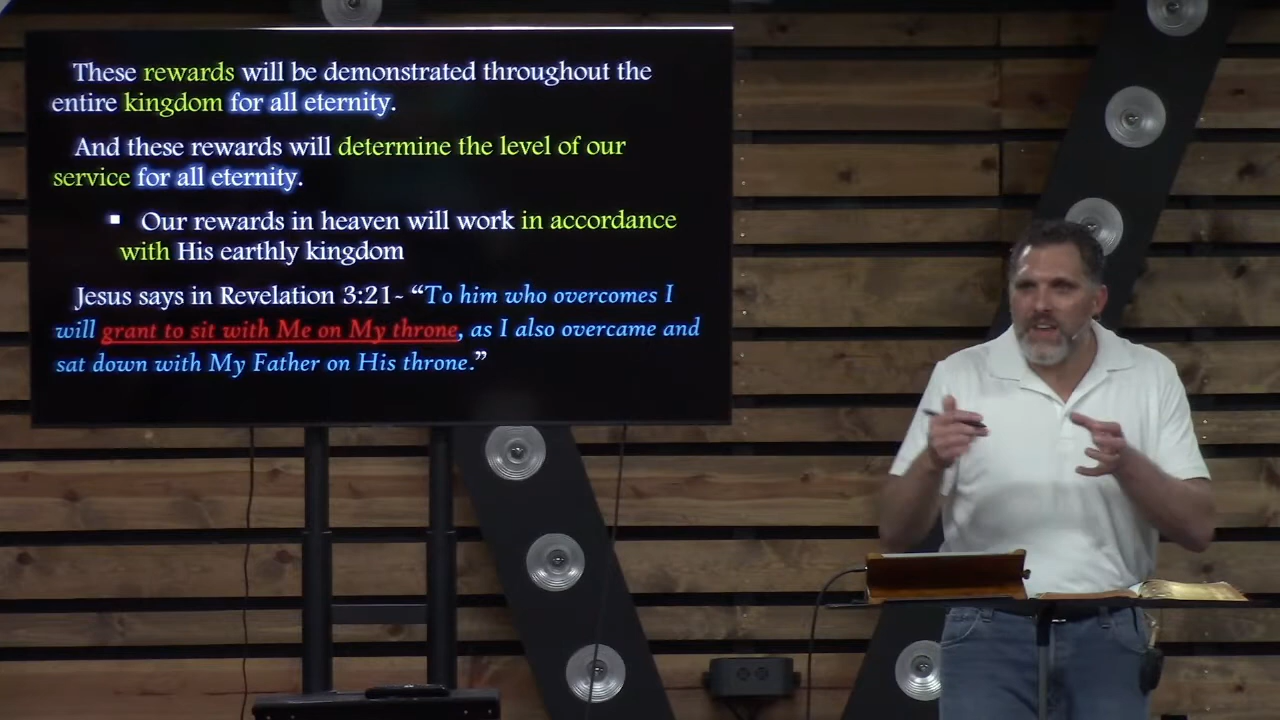 These rewards will be demonstrated throughout the
entire kingdom for all eternity.
And these rewards will determine the level of our
service for all eternity.
▪ Our rewards in heaven will work in accordance
with His earthly kingdom
Jesus says in Revelation 3:21- “To him who overcomes I
will grant to sit with Me on My throne, as I also overcame and
sat down with My Father on His throne.”